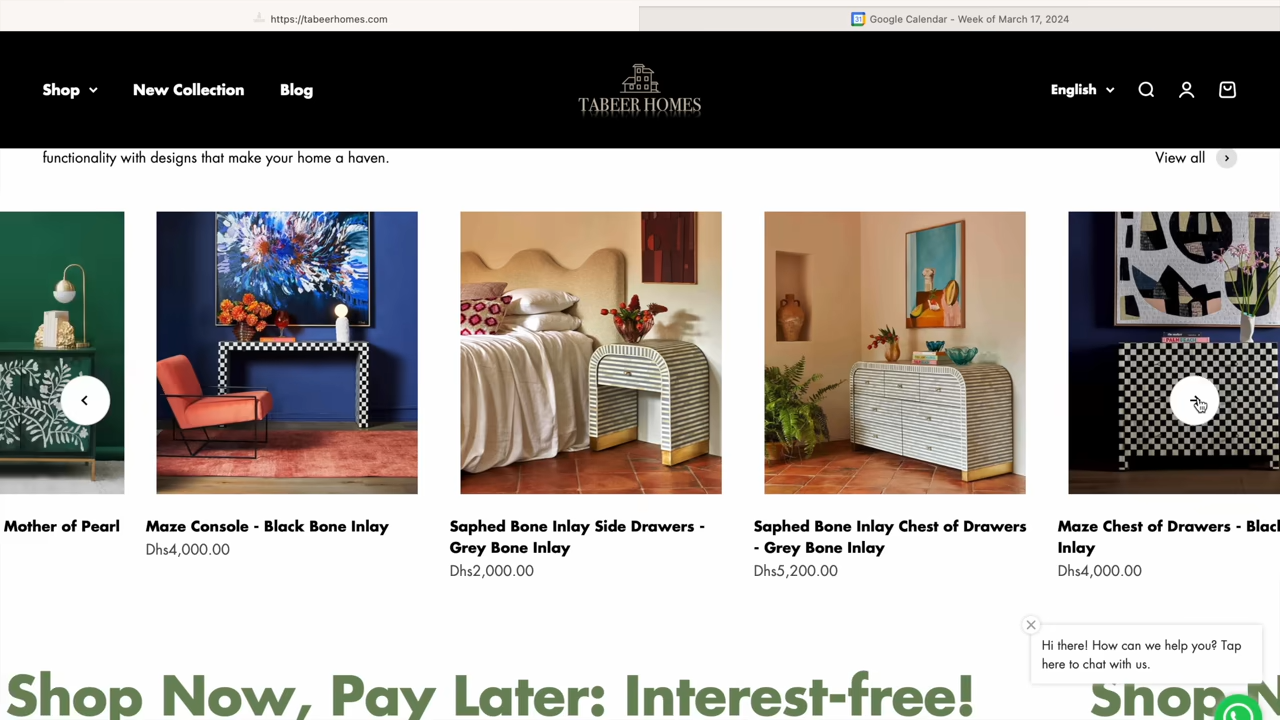 https://tabeerhomes.com
31 Google Calendar - Week of March 17, 2024
Shop
New Collection
Blog
TABEER HOMES
English
functionality with designs that make your home a haven.
View all
Mother of Pearl
Maze Console - Black Bone Inlay
Dhs4,000.00
Saphed Bone Inlay Side Drawers -
Grey Bone Inlay
Dhs2,000.00
Saphed Bone Inlay Chest of Drawers
- Grey Bone Inlay
Dhs5,200.00
Maze Chest of Drawers - Black
Inlay
Dhs4,000.00
Hi there! How can we help you? Tap
here to chat with us.
Shop Now, Pay Later: Interest-free!
Shop N